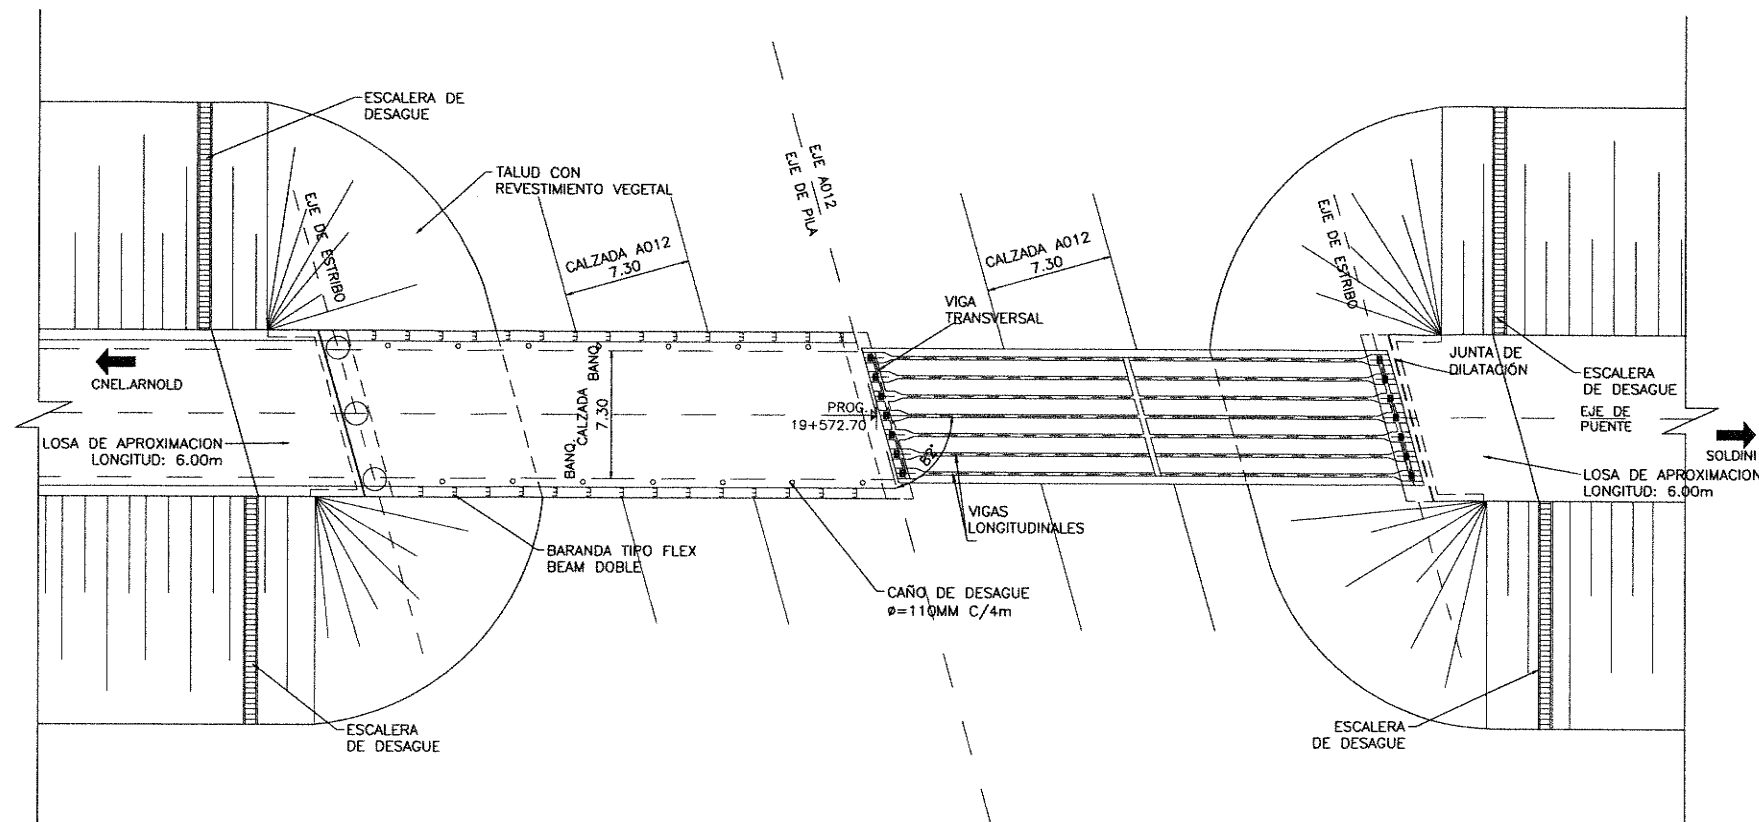 ESCALERA DE
DESAGUE
TALUD CON
REVESTIMIENTO VEGETAL
EJE DE ESTRIBO
CALZADA A012
7.30
EJE A012
EJE DE PILA
CALZADA A012
7.30
EJE DE ESTRIBO
VIGA
TRANSVERSAL
JUNTA DE
DILATACIÓN
ESCALERA
DE DESAGUE
CNEL.ARNOLD
BANQ.
CALZADA
7.30
BANQ.
PROG.
19+572.70
EJE DE
PUENTE
SOLDINI
LOSA DE APROXIMACION
LONGITUD: 6.00m
LOSA DE APROXIMACION
LONGITUD: 6.00m
VIGAS
LONGITUDINALES
BARANDA TIPO FLEX
BEAM DOBLE
CAÑO DE DESAGUE
ø=110MM C/4m
ESCALERA
DE DESAGUE
ESCALERA
DE DESAGUE